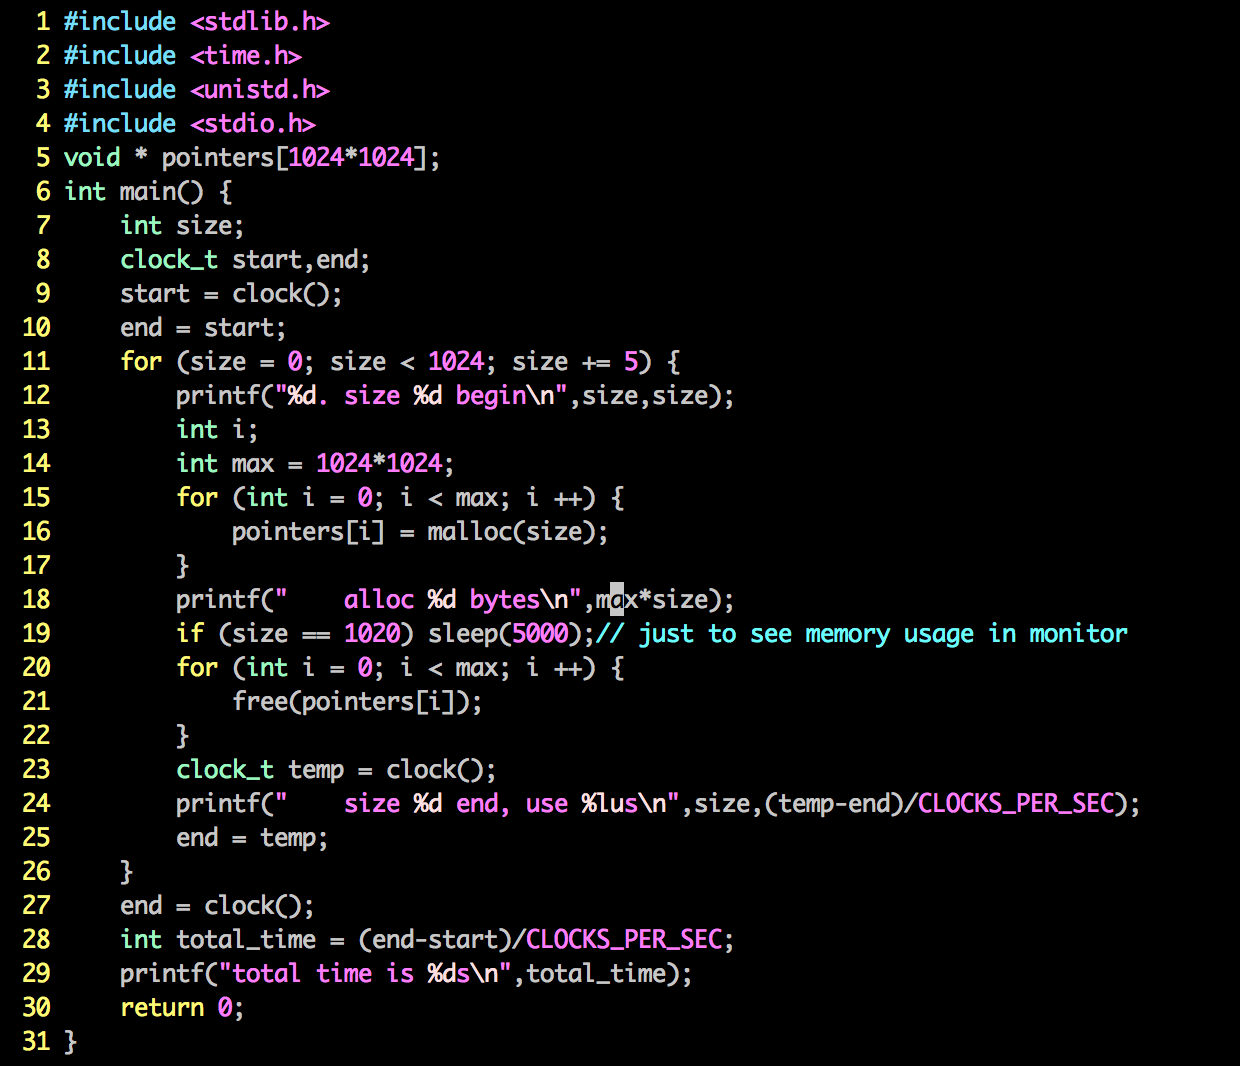 1 #include <stdlib.h>
2 #include <time.h>
3 #include <unistd.h>
4 #include <stdio.h>
5 void * pointers[1024*1024];
6 int main() {
7     int size;
8     clock_t start,end;
9     start = clock();
10     end = start;
11     for (size = 0; size < 1024; size += 5) {
12         printf("%d. size %d begin\n",size,size);
13         int i;
14         int max = 1024*1024;
15         for (int i = 0; i < max; i ++) {
16             pointers[i] = malloc(size);
17         }
18         printf("    alloc %d bytes\n",max*size);
19         if (size == 1020) sleep(5000);// just to see memory usage in monitor
20         for (int i = 0; i < max; i ++) {
21             free(pointers[i]);
22         }
23         clock_t temp = clock();
24         printf("    size %d end, use %lus\n",size,(temp-end)/CLOCKS_PER_SEC);
25         end = temp;
26     }
27     end = clock();
28     int total_time = (end-start)/CLOCKS_PER_SEC;
29     printf("total time is %ds\n",total_time);
30     return 0;
31 }